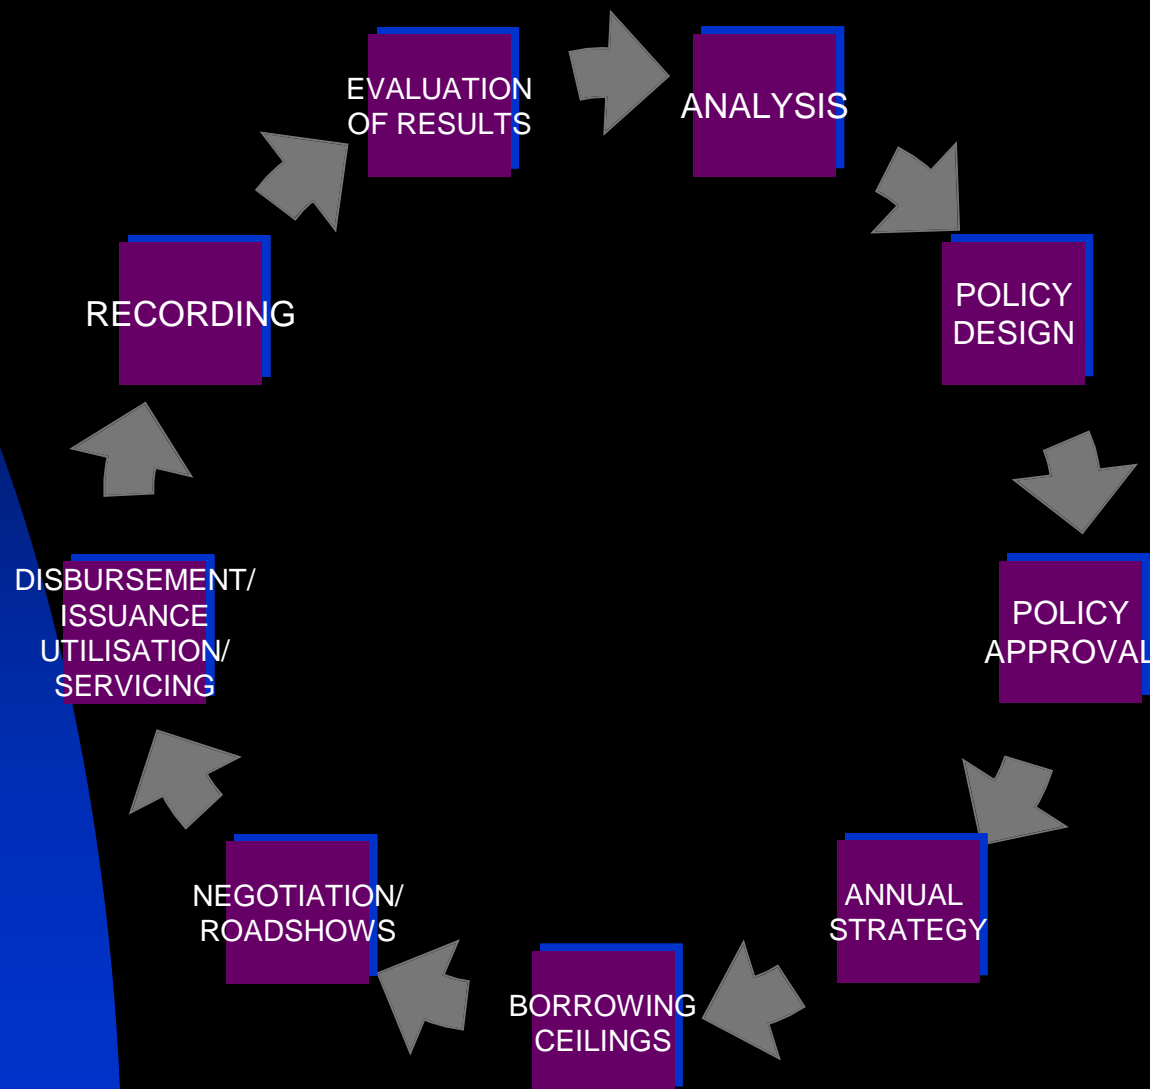 EVALUATION
OF RESULTS
ANALYSIS
POLICY
DESIGN
POLICY
APPROVAL
ANNUAL
STRATEGY
BORROWING
CEILINGS
NEGOTIATION/
ROADSHOWS
DISBURSEMENT/
ISSUANCE
UTILISATION/
SERVICING
RECORDING